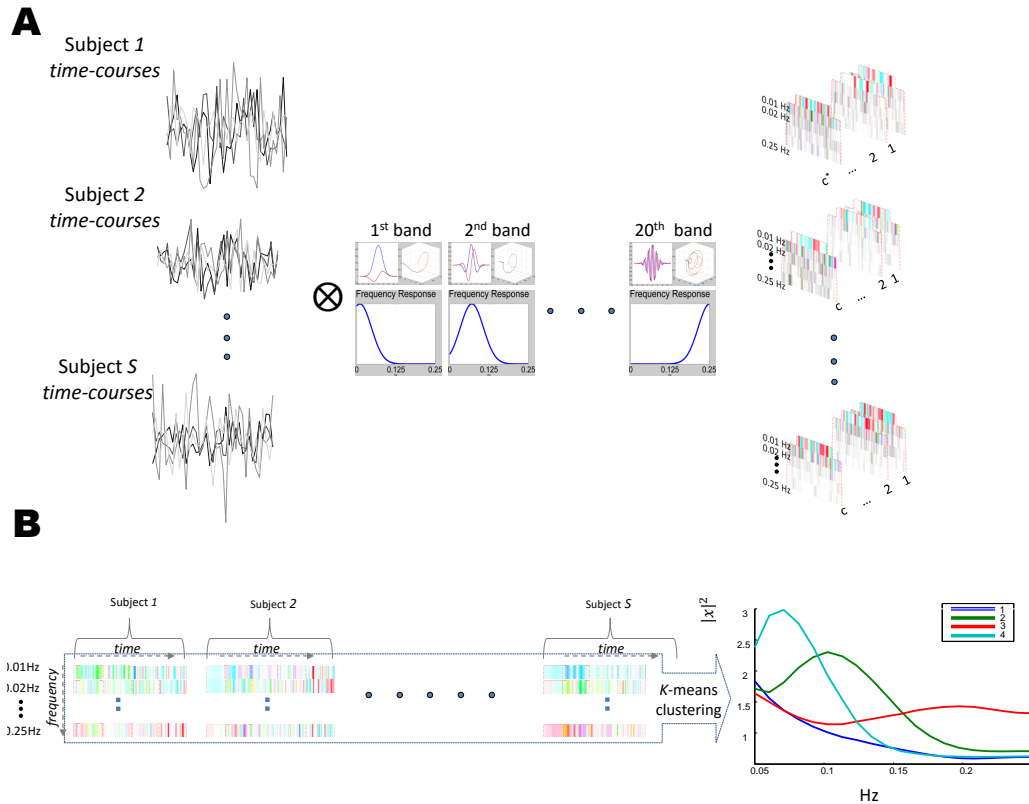 A
Subject 1
time-courses
Subject 2
time-courses
Subject S
time-courses
1st band
2nd band
20th band
Frequency Response
Frequency Response
Frequency Response
0
0.125
0.25
0
0.125
0.25
0
0.125
0.25
0.01 Hz
0.02 Hz
0.25 Hz
c* ... 2 1
0.01 Hz
0.02 Hz
0.25 Hz
c ... 2 1
0.01 Hz
0.02 Hz
0.25 Hz
c ... 2 1
B
Subject 1
Subject 2
Subject S
time
time
time
frequency
0.01Hz
0.02Hz
0.25Hz
K-means
clustering
|x|²
3
2.5
2
1.5
1
0.05
0.1
0.15
0.2
Hz
1
2
3
4